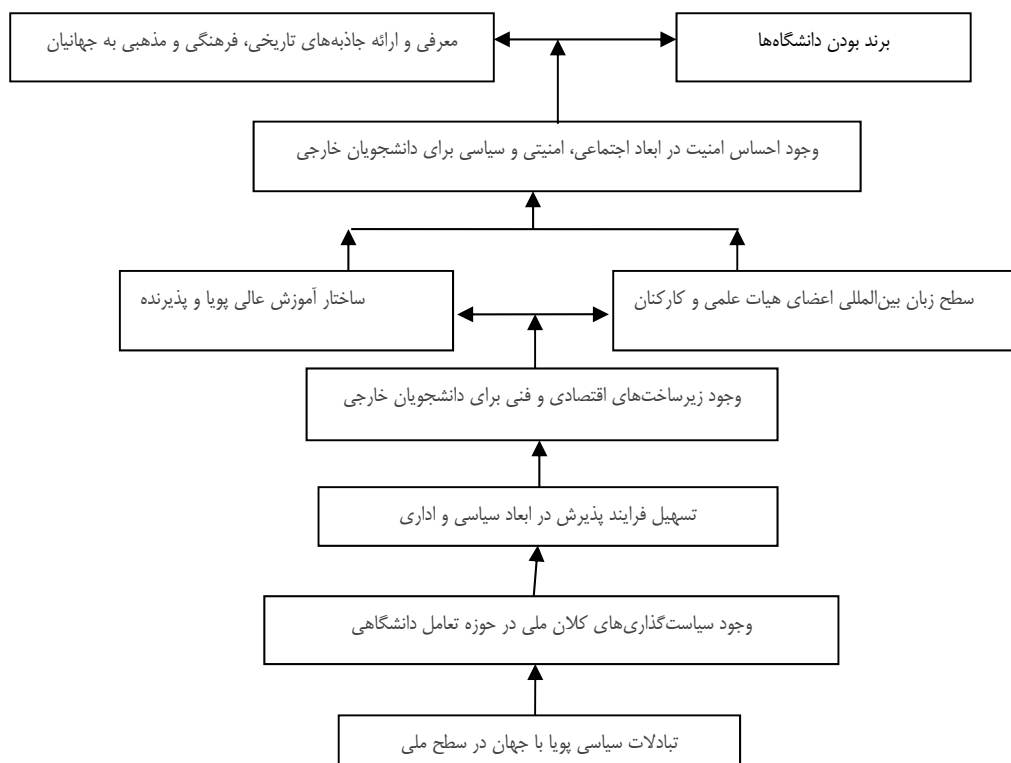 برند بودن دانشگاه‌ها
معرفی و ارائه جاذبه‌های تاریخی، فرهنگی و مذهبی به جهانیان
وجود احساس امنیت در ابعاد اجتماعی، امنیتی و سیاسی برای دانشجویان خارجی
سطح زبان بین‌المللی اعضای هیات علمی و کارکنان
ساختار آموزش عالی پویا و پذیرنده
وجود زیرساخت‌های اقتصادی و فنی برای دانشجویان خارجی
تسهیل فرایند پذیرش در ابعاد سیاسی و اداری
وجود سیاست‌گذاری‌های کلان ملی در حوزه تعامل دانشگاهی
تبادلات سیاسی پویا با جهان در سطح ملی